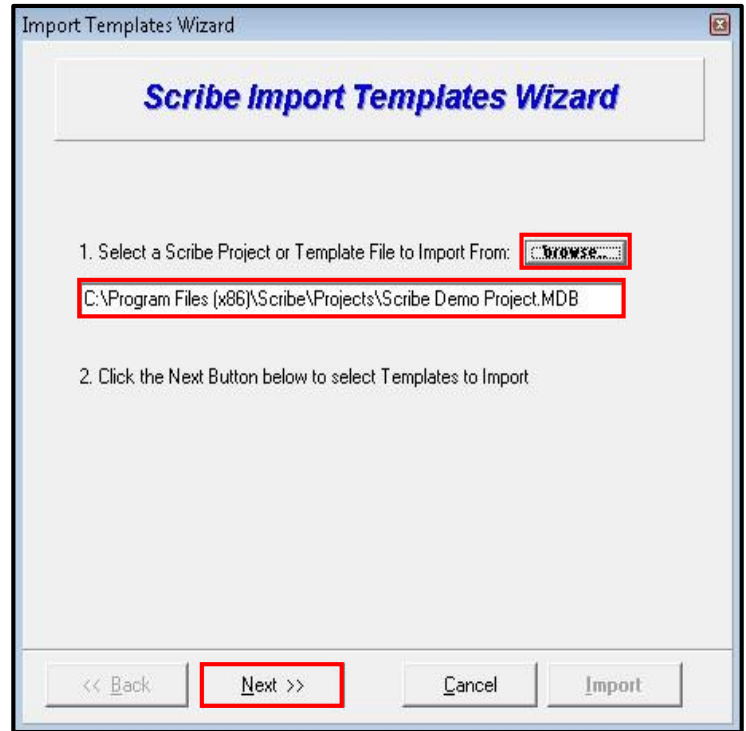 Import Templates Wizard
Scribe Import Templates Wizard
1. Select a Scribe Project or Template File to Import From: browse...
C:\Program Files (x86)\Scribe\Projects\Scribe Demo Project.MDB
2. Click the Next Button below to select Templates to Import
<< Back Next >> Cancel Import